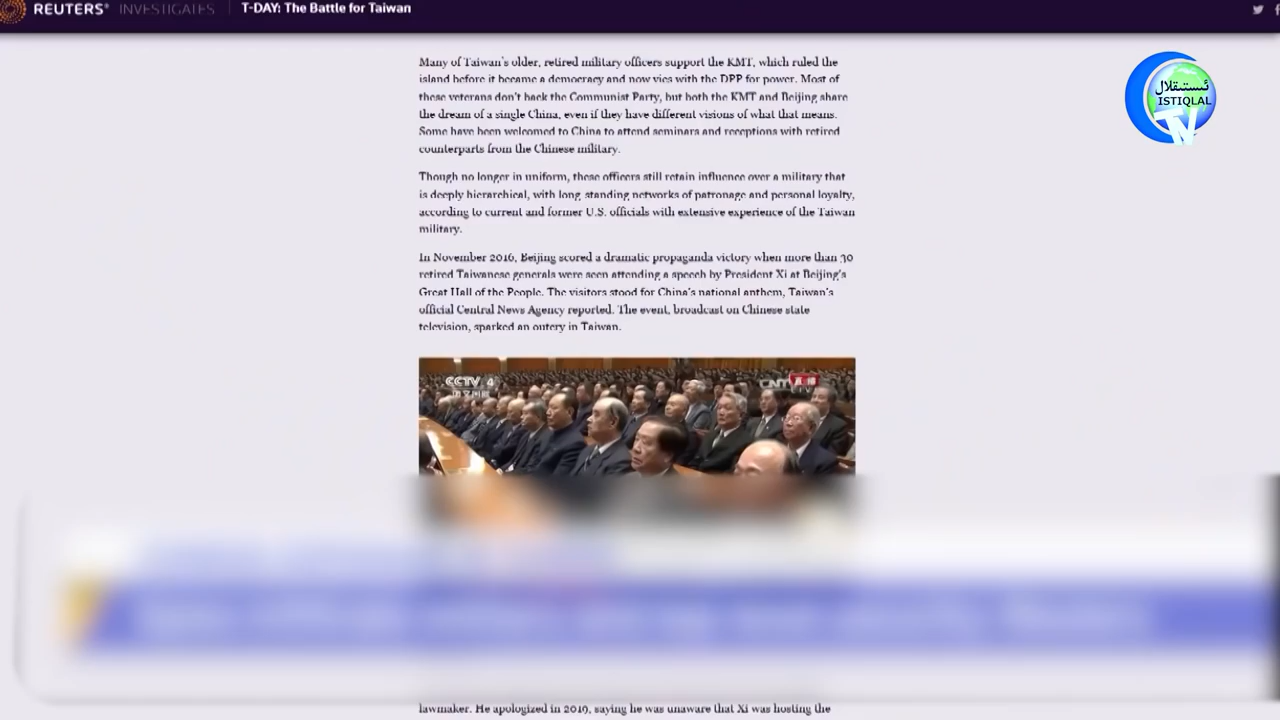 REUTERS® INVESTIGATES T-DAY: The Battle for Taiwan
Many of Taiwan's older, retired military officers support the KMT, which ruled the
island before it became a democracy and now vies with the DPP for power. Most of
these veterans don't back the Communist Party, but both the KMT and Beijing share
the dream of a single China, even if they have different visions of what that means.
Some have been welcomed to China to attend seminars and receptions with retired
counterparts from the Chinese military.
ئىستىقلال
ISTIQLAL
TV
Though no longer in uniform, these officers still retain influence over a military that
is deeply hierarchical, with long-standing networks of patronage and personal loyalty,
according to current and former U.S. officials with extensive experience of the Taiwan
military.
In November 2016, Beijing scored a dramatic propaganda victory when more than 30
retired Taiwanese generals were seen attending a speech by President Xi at Beijing's
Great Hall of the People. The visitors stood for China's national anthem, Taiwan's
official Central News Agency reported. The event, broadcast on Chinese state
television, sparked an outcry in Taiwan.
CCTV 4
中文国际
直播
lawmaker. He apologized in 2019, saying he was unaware that Xi was hosting the